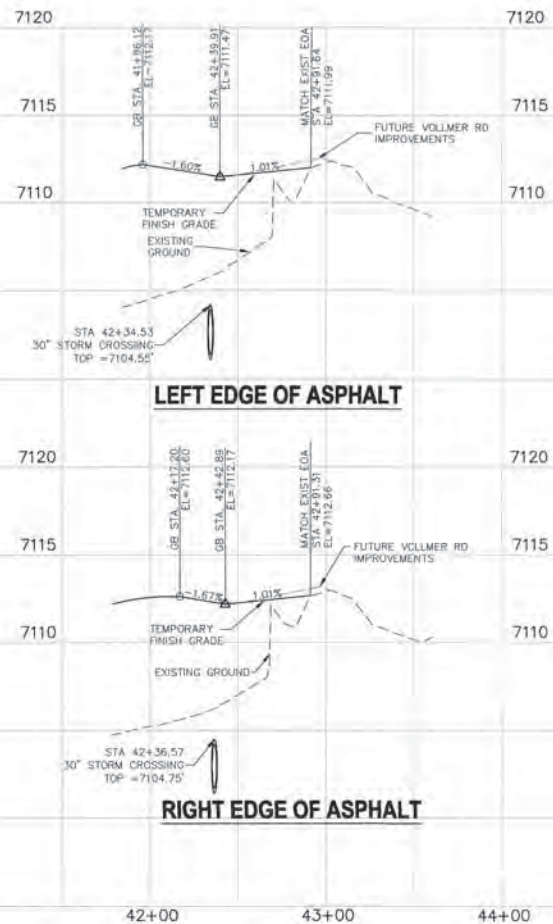 7120
7120
GB STA. 41+96.12
EL=7112.17
GB STA. 42+39.91
EL=7111.47
MATCH EXIST EOA
STA 42+91.64
EL=7111.99
7115
7115
FUTURE VOLLMER RD
IMPROVEMENTS
-1.60%
1.01%
7110
7110
TEMPORARY
FINISH GRADE
EXISTING
GROUND
STA 42+34.53
30" STORM CROSSING
TOP =7104.55'
LEFT EDGE OF ASPHALT
7120
7120
GB STA. 42+17.20
EL=7112.60
GB STA. 42+42.89
EL=7112.17
MATCH EXIST EOA
STA 42+91.31
EL=7112.66
7115
7115
FUTURE VOLLMER RD
IMPROVEMENTS
-1.67%
1.01%
7110
7110
TEMPORARY
FINISH GRADE
EXISTING GROUND
STA 42+36.57
30" STORM CROSSING
TOP =7104.75'
RIGHT EDGE OF ASPHALT
42+00
43+00
44+00